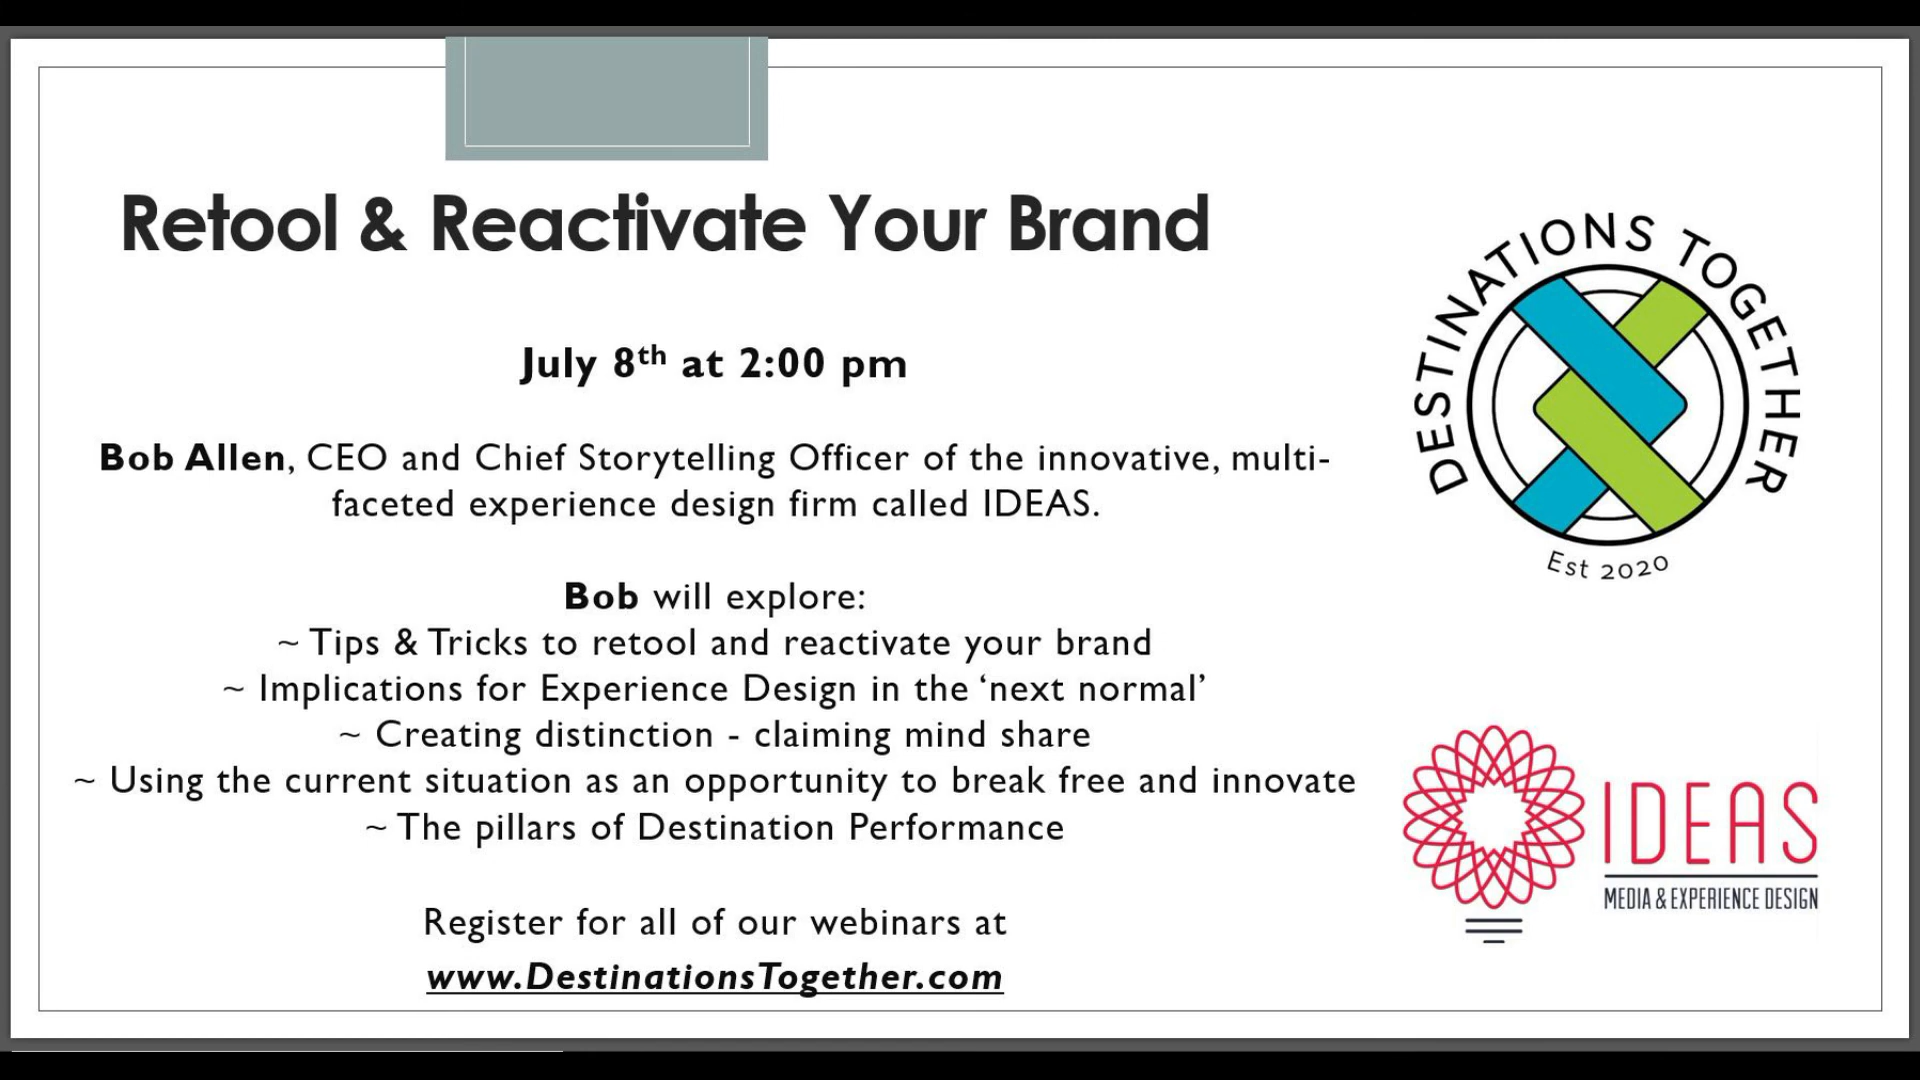 Retool & Reactivate Your Brand
July 8th at 2:00 pm
Bob Allen, CEO and Chief Storytelling Officer of the innovative, multi-
faceted experience design firm called IDEAS.
Bob will explore:
~ Tips & Tricks to retool and reactivate your brand
~ Implications for Experience Design in the ‘next normal’
~ Creating distinction - claiming mind share
~ Using the current situation as an opportunity to break free and innovate
~ The pillars of Destination Performance
Register for all of our webinars at
www.DestinationsTogether.com
DESTINATIONS TOGETHER
Est 2020
IDEAS
MEDIA & EXPERIENCE DESIGN